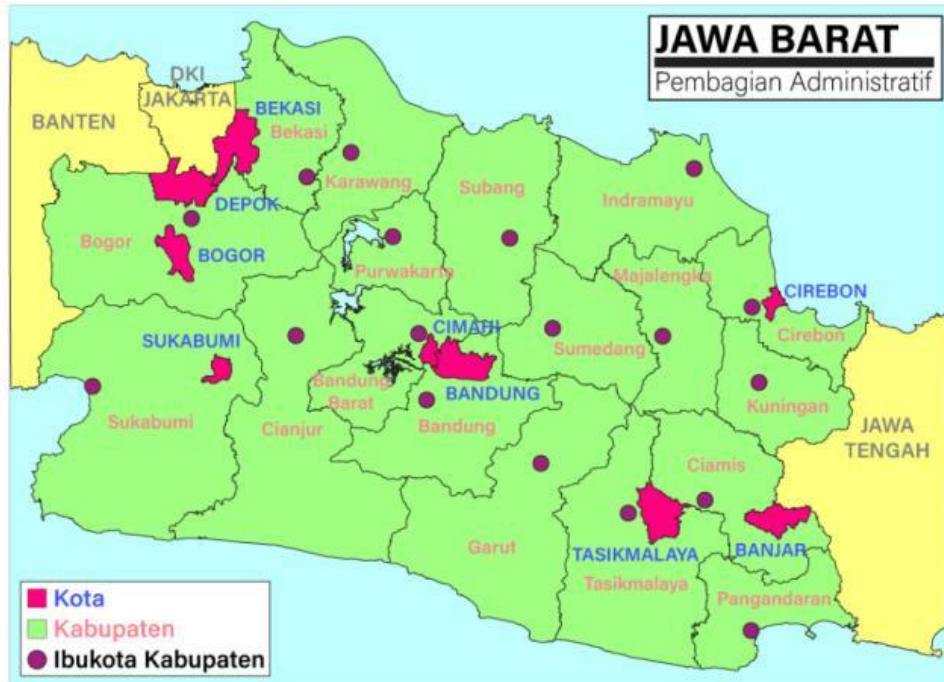 JAWA BARAT
Pembagian Administratif
DKI
JAKARTA
BANTEN
BEKASI
Bekasi
Karawang
Subang
Indramayu
DEPOK
Bogor
BOGOR
Purwakarta
Majalengka
CIREBON
Cirebon
SUKABUMI
CIMAHI
Sumedang
Bandung
Barat
BANDUNG
Kuningan
Sukabumi
Cianjur
Bandung
JAWA
TENGAH
Ciamis
Garut
TASIKMALAYA
BANJAR
Tasikmalaya
Pangandaran
Kota
Kabupaten
Ibukota Kabupaten